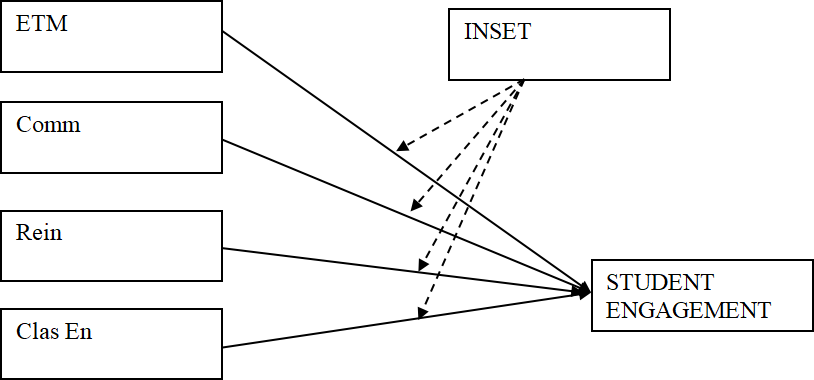 ETM
INSET
Comm
Rein
STUDENT
ENGAGEMENT
Clas En